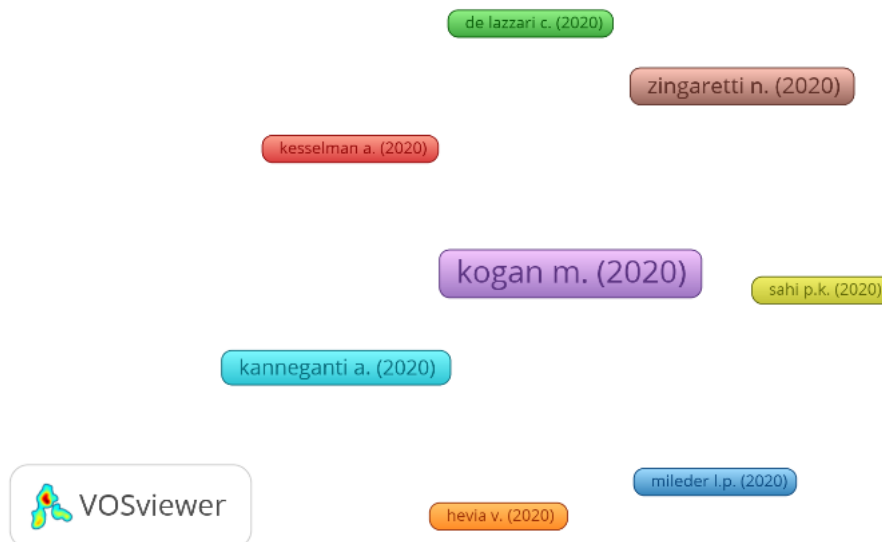 de lazzari c. (2020)
zingaretti n. (2020)
kesselman a. (2020)
kogan m. (2020)
sahi p.k. (2020)
kanneganti a. (2020)
mileder l.p. (2020)
VOSviewer
hevia v. (2020)